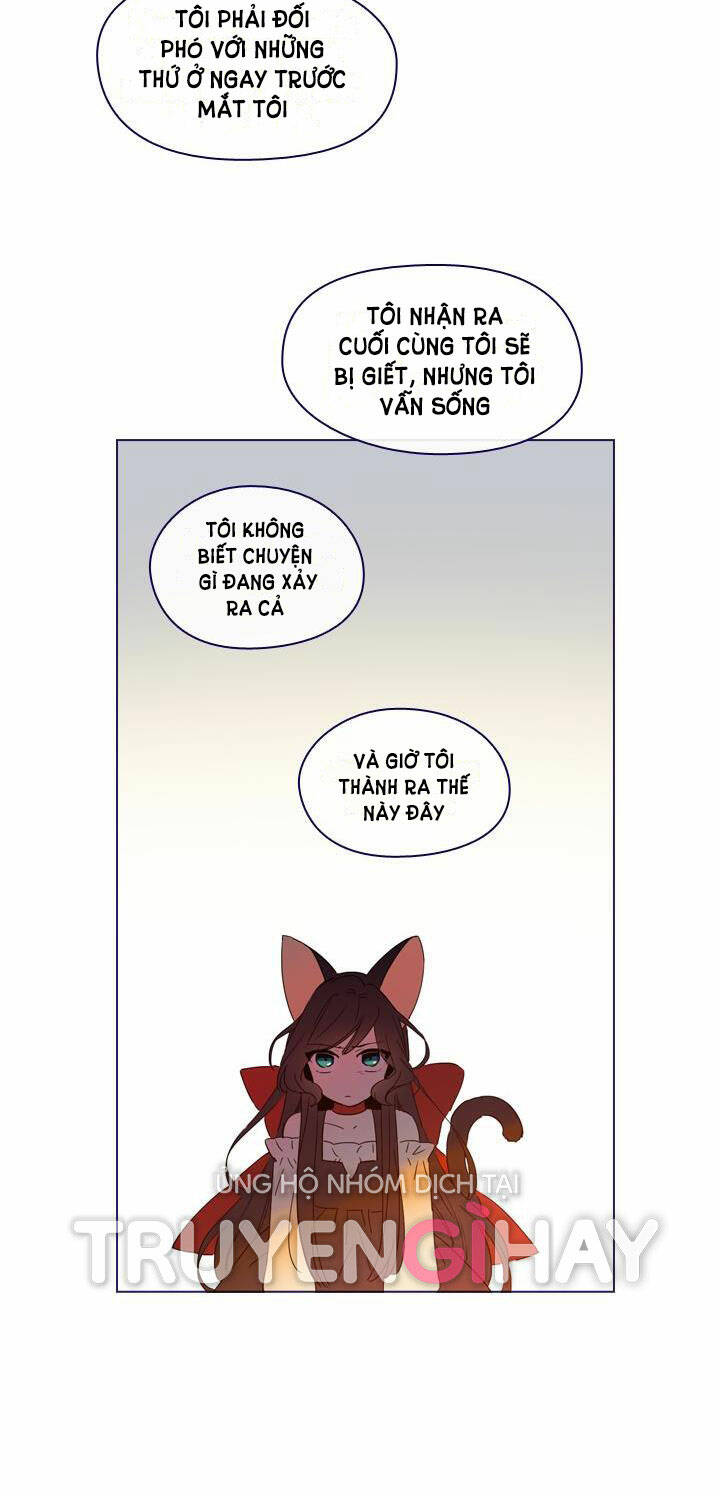 TÔI PHẢI ĐỐI
PHÓ VỚI NHỮNG
THỨ Ở NGAY TRƯỚC
MẮT TÔI
TÔI NHẬN RA
CUỐI CÙNG TÔI SẼ
BỊ GIẾT, NHƯNG TÔI
VẪN SỐNG
TÔI KHÔNG
BIẾT CHUYỆN
GÌ ĐANG XẢY
RA CẢ
VÀ GIỜ TÔI
THÀNH RA THẾ
NÀY ĐÂY
ỦNG HỘ NHÓM DỊCH TẠI
TRUYENGIHAY